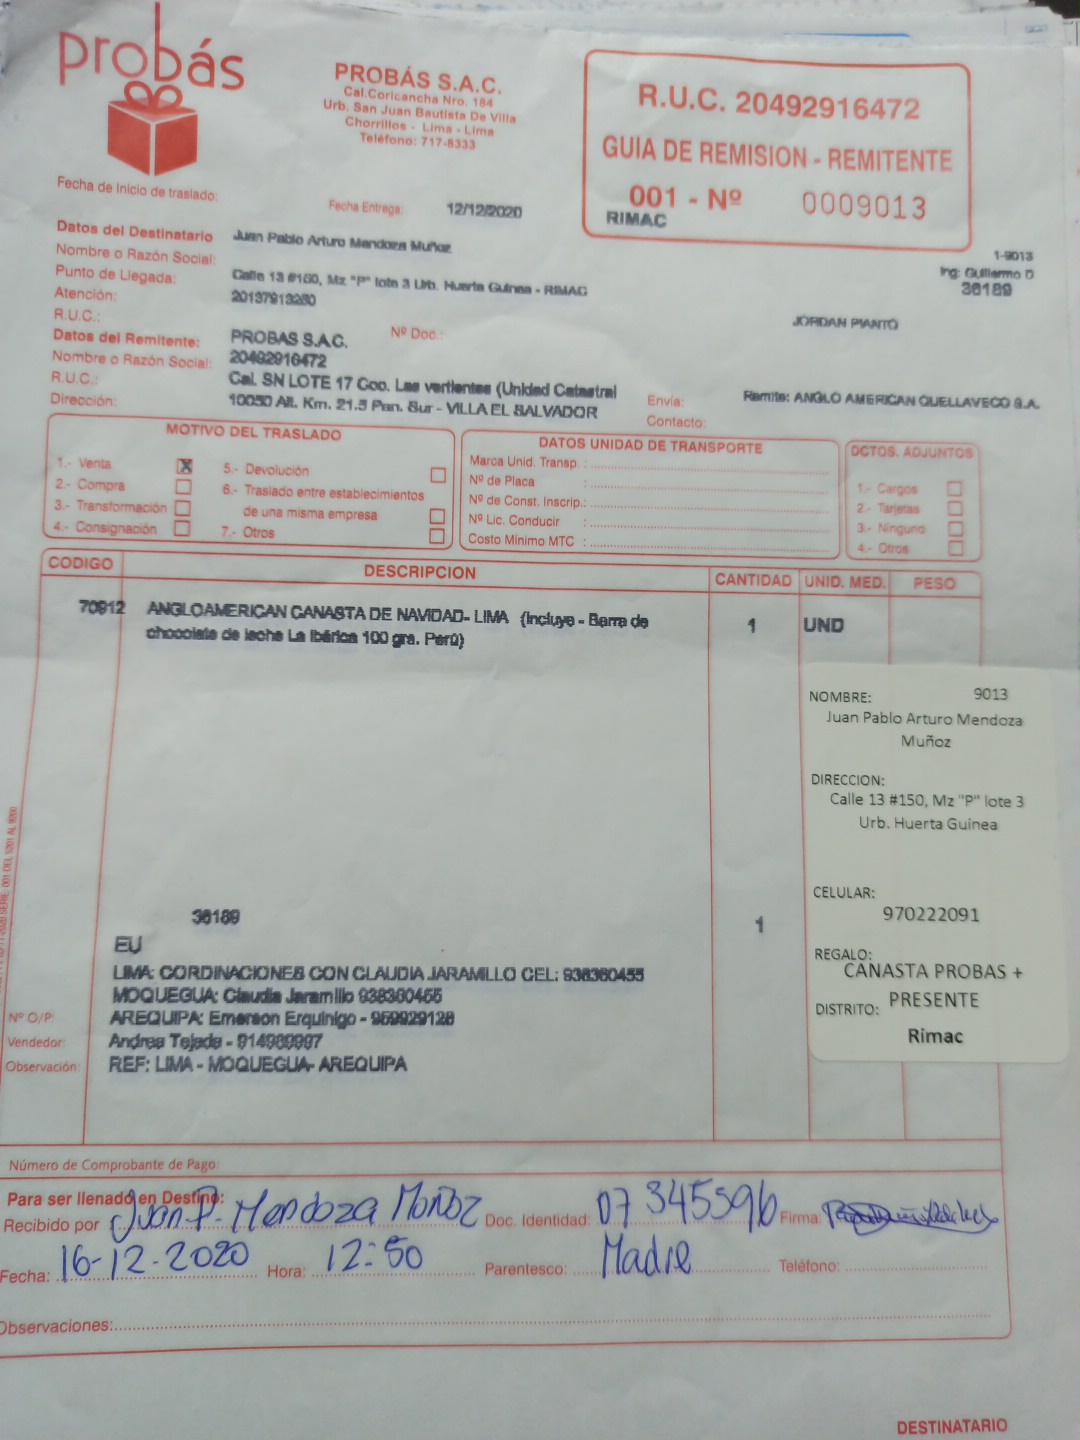 probás
PROBÁS S.A.C.
Cal.Coricancha Nro. 184
Urb. San Juan Bautista De Villa
Chorrillos - Lima - Lima
Teléfono: 717-5333
R.U.C. 20492916472
GUIA DE REMISION - REMITENTE
001 - Nº 0009013
RIMAC
Fecha de Inicio de traslado:
Fecha Entrega: 12/12/2020
1-9013
Ing: Guillermo D
36189
JORDAN PIANTO
Datos del Destinatario
Nombre o Razón Social: Juan Pablo Arturo Mendoza Muñoz
Punto de Llegada: Calle 13 #150, Mz "P" lote 3 Urb. Huerta Guinea - RIMAC
Atención: 20137913250
R.U.C.:
Nº Doc.:
Datos del Remitente: PROBAS S.A.C.
Nombre o Razón Social: 20492916472
R.U.C.: Cal. SN LOTE 17 Coo. Las vertientes (Unidad Catastral
Dirección: 10050 Alt. Km. 21.5 Pan. Sur - VILLA EL SALVADOR
Envía: Remite: ANGLO AMERICAN QUELLAVECO S.A.
Contacto:
MOTIVO DEL TRASLADO
1.- Venta X
2.- Compra
3.- Transformación
4.- Consignación
5.- Devolución
6.- Traslado entre establecimientos
de una misma empresa
7.- Otros
DATOS UNIDAD DE TRANSPORTE
Marca Unid. Transp. :
Nº de Placa :
Nº de Const. Inscrip.:
Nº Lic. Conducir :
Costo Mínimo MTC :
DCTOS. ADJUNTOS
1.- Cargos
2.- Tarjetas
3.- Ninguno
4.- Otros
CODIGO DESCRIPCION CANTIDAD UNID. MED. PESO
70912 ANGLOAMERICAN CANASTA DE NAVIDAD- LIMA (Incluye - Barra de 1 UND
chocolate de leche La Ibérica 100 grs. Perú)
NOMBRE: 9013
Juan Pablo Arturo Mendoza
Muñoz
DIRECCION:
Calle 13 #150, Mz "P" lote 3
Urb. Huerta Guinea
CELULAR:
970222091
REGALO:
CANASTA PROBAS +
PRESENTE
DISTRITO:
Rimac
36189 1
EU
LIMA: CORDINACIONES CON CLAUDIA JARAMILLO CEL: 938360455
MOQUEGUA: Claudia Jaramillo 938360455
Nº O/P: AREQUIPA: Emerson Erquinigo - 959929128
Vendedor: Andrea Tejada - 914989997
Observación: REF: LIMA - MOQUEGUA- AREQUIPA
Número de Comprobante de Pago:
Para ser llenado en Destino:
Recibido por Juan P. Mendoza Muñoz Doc. Identidad: 07345596 Firma:
Fecha: 16-12-2020 Hora: 12:50 Parentesco: Madre Teléfono:
Observaciones:
DESTINATARIO